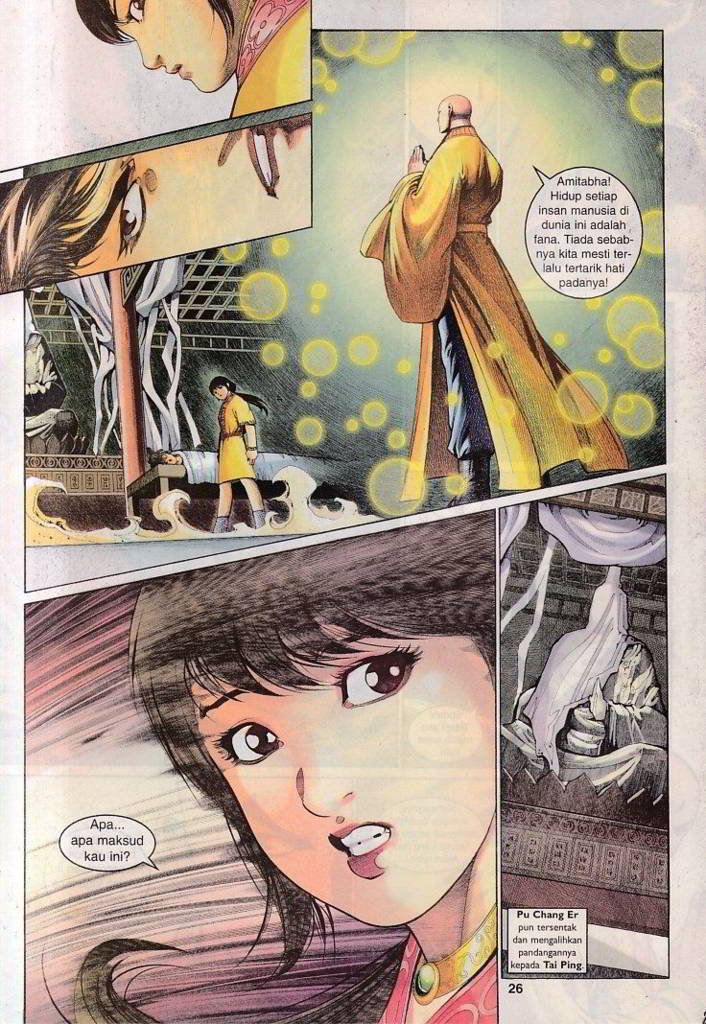 Amitabha!
Hidup setiap
insan manusia di
dunia ini adalah
fana. Tiada sebab-
nya kita mesti ter-
lalu tertarik hati
padanya!
Apa...
apa maksud
kau ini?
Pu Chang Er
pun tersentak
dan mengalihkan
pandangannya
kepada Tai Ping.
26